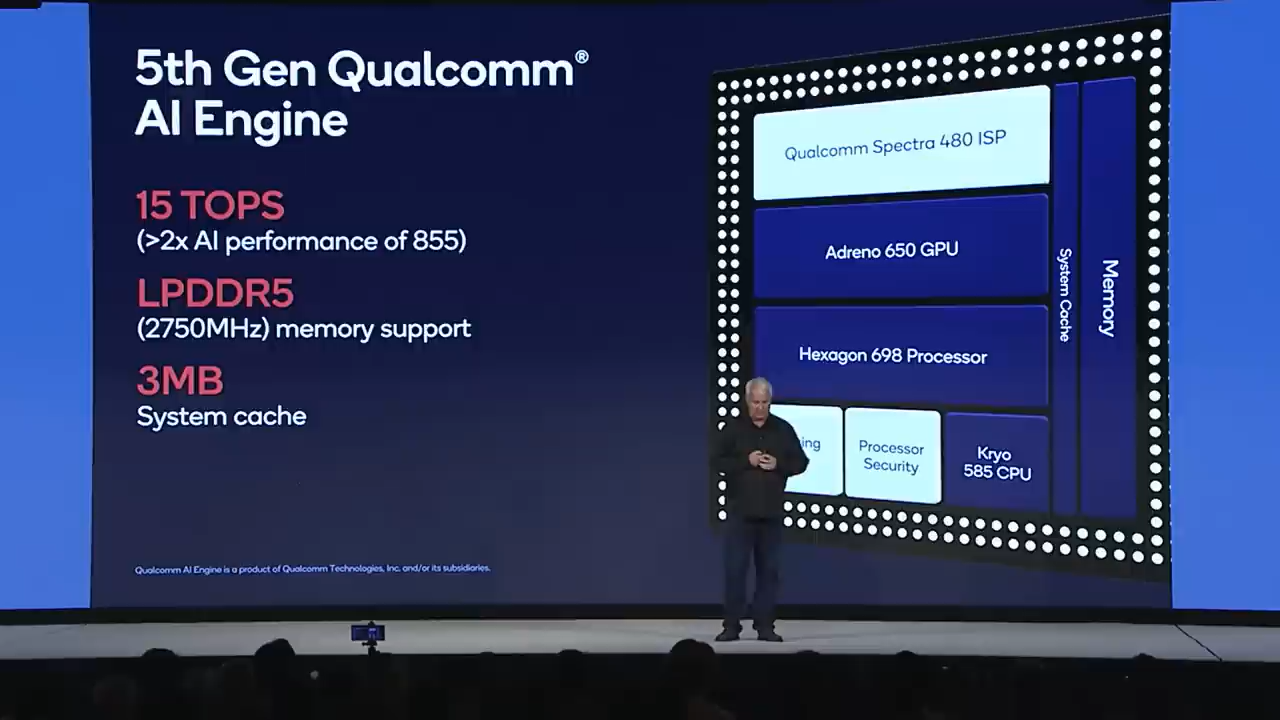 5th Gen Qualcomm®
AI Engine
15 TOPS
(>2x AI performance of 855)
LPDDR5
(2750MHz) memory support
3MB
System cache
Qualcomm AI Engine is a product of Qualcomm Technologies, Inc. and/or its subsidiaries.
Qualcomm Spectra 480 ISP
Adreno 650 GPU
Hexagon 698 Processor
Processor
Security
Kryo
585 CPU
System Cache
Memory